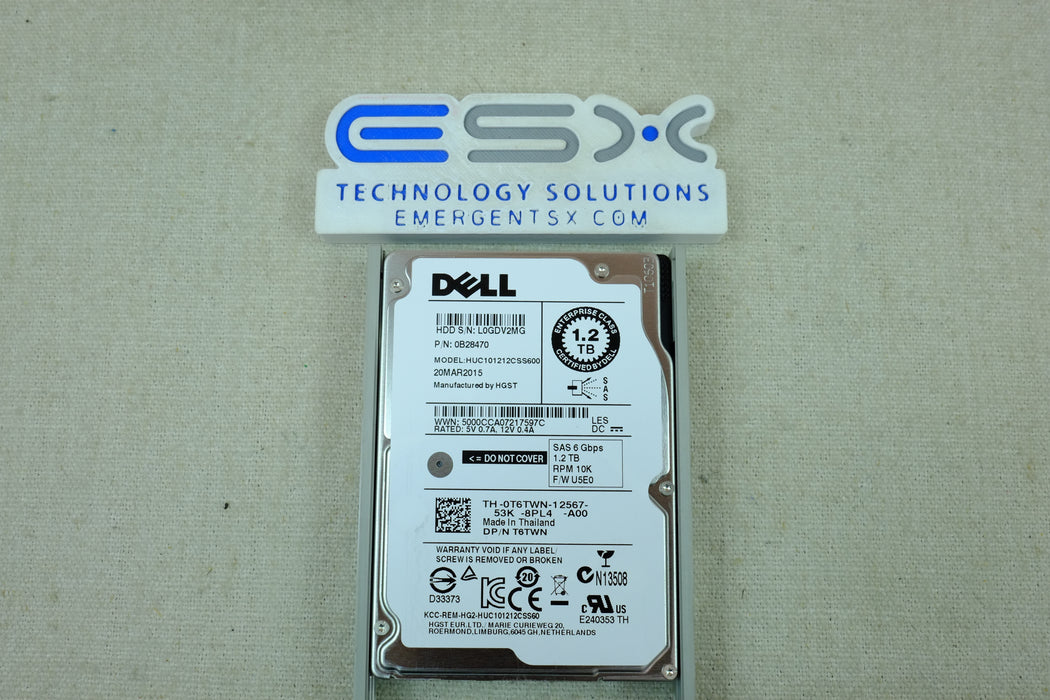 ESX
TECHNOLOGY SOLUTIONS
EMERGENTSX COM
T1060B
DELL
HDD S/N: L0GDV2MG
P/N: 0B28470
MODEL:HUC101212CSS600
20MAR2015
Manufactured by HGST
ENTERPRISE CLASS
1.2
TB
CERTIFIED BY DELL
SAS
WWN: 5000CCA07217597C
RATED: 5V 0.7A, 12V 0.4A
LES
DC
<= DO NOT COVER
SAS 6 Gbps
1.2 TB
RPM 10K
F/W U5E0
TH -0T6TWN-12567-
53K -8PL4 -A00
Made In Thailand
DP/N T6TWN
WARRANTY VOID IF ANY LABEL/
SCREW IS REMOVED OR BROKEN
D33373
20
N13508
c RU US
E240353 TH
KCC-REM-HG2-HUC101212CSS60
HGST EUR.LTD. MARIE CURIEWEG 20,
ROERMOND,LIMBURG,6045 GH,NETHERLANDS